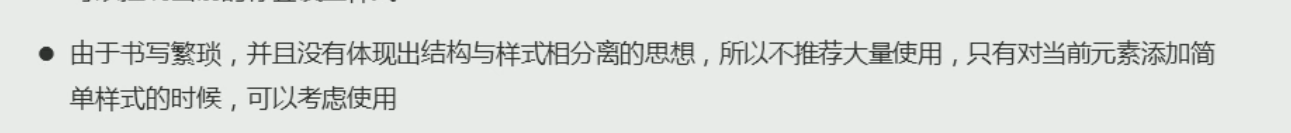 ● 由于书写繁琐，并且没有体现出结构与样式相分离的思想，所以不推荐大量使用，只有对当前元素添加简
单样式的时候，可以考虑使用